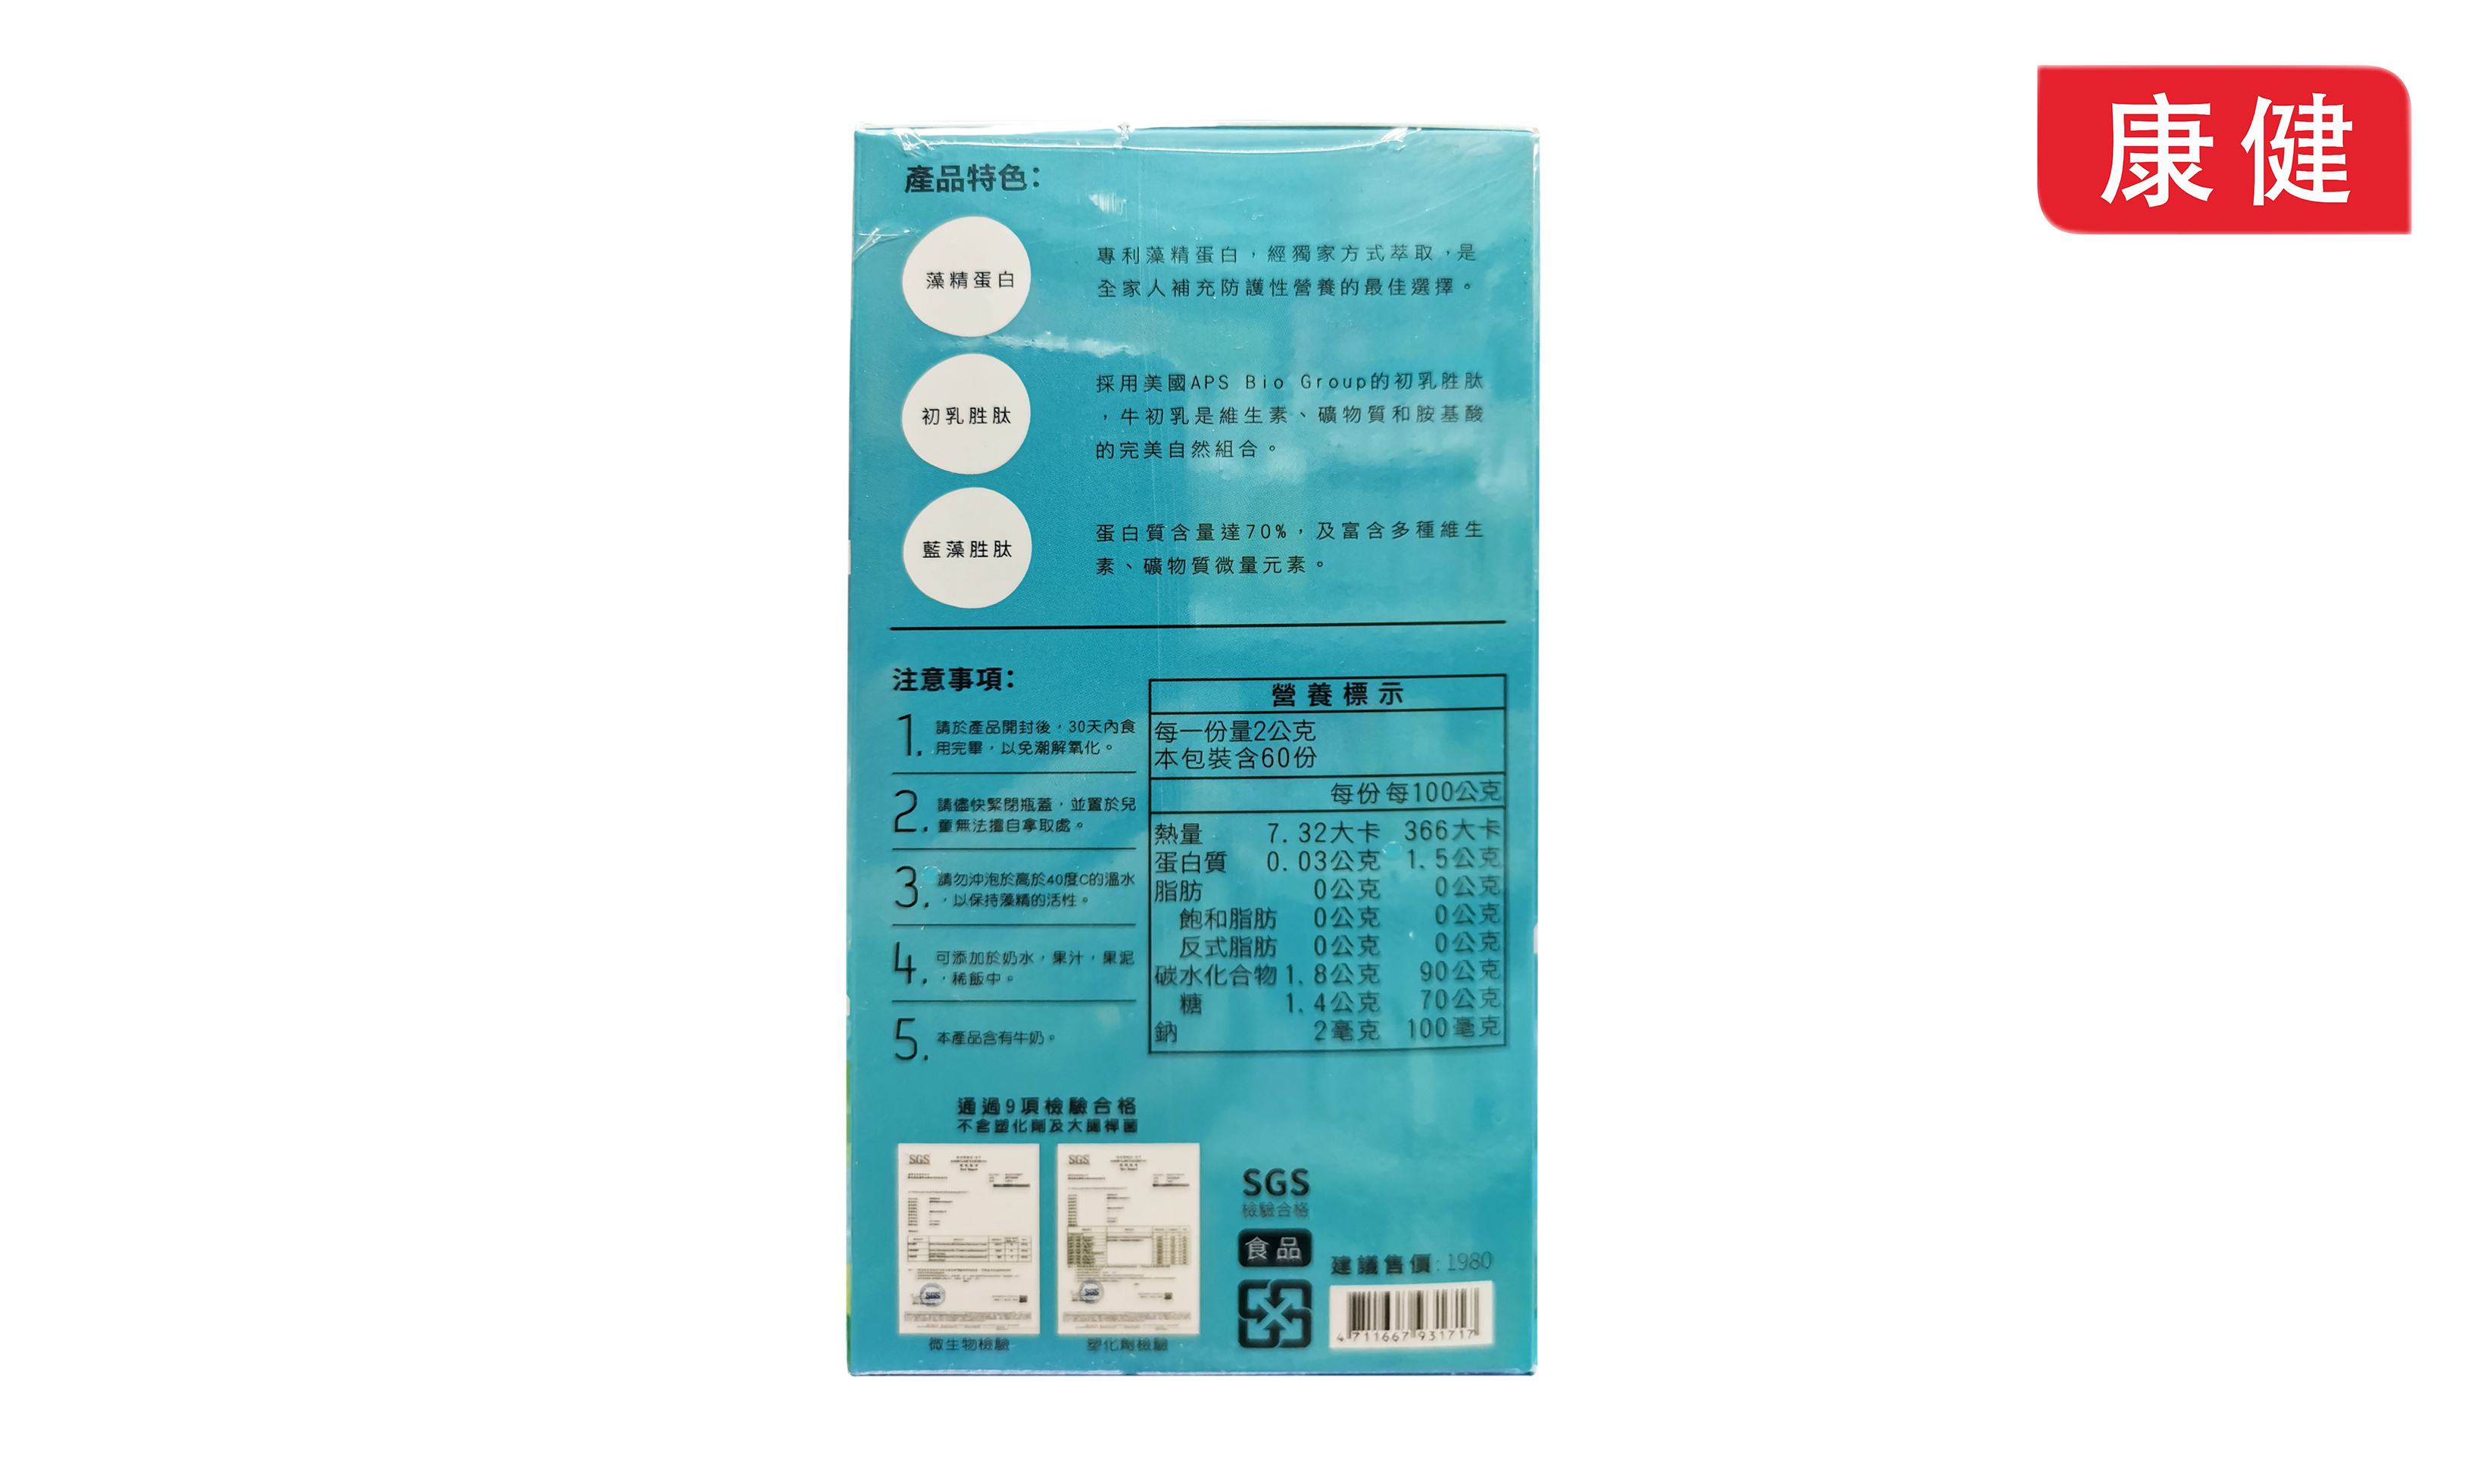 康健
產品特色：
藻精蛋白
專利藻精蛋白，經獨家方式萃取，是
全家人補充防護性營養的最佳選擇。
初乳胜肽
採用美國APS Bio Group的初乳胜肽
，牛初乳是維生素、礦物質和胺基酸
的完美自然組合。
藍藻胜肽
蛋白質含量達70%，及富含多種維生
素、礦物質微量元素。
注意事項：
1. 請於產品開封後，30天內食
用完畢，以免潮解氧化。
2. 請儘快緊閉瓶蓋，並置於兒
童無法擅自拿取處。
3. 請勿沖泡於高於40度C的溫水
，以保持藻精的活性。
4. 可添加於奶水，果汁，果泥
，稀飯中。
5. 本產品含有牛奶。
營養標示
每一份量2公克
本包裝含60份
每份 每100公克
熱量 7.32大卡 366大卡
蛋白質 0.03公克 1.5公克
脂肪 0公克 0公克
飽和脂肪 0公克 0公克
反式脂肪 0公克 0公克
碳水化合物 1.8公克 90公克
糖 1.4公克 70公克
鈉 2毫克 100毫克
通過9項檢驗合格
不含塑化劑及大腸桿菌
SGS
SGS
微生物檢驗
塑化劑檢驗
SGS
檢驗合格
食品
建議售價：1980
4 711667 931717